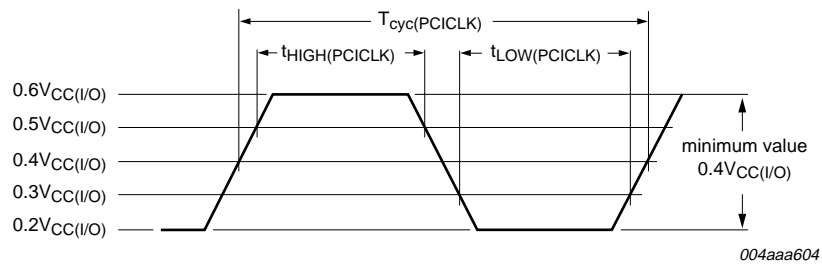 Tcyc(PCICLK)
tHIGH(PCICLK)
tLOW(PCICLK)
0.6VCC(I/O)
0.5VCC(I/O)
0.4VCC(I/O)
0.3VCC(I/O)
0.2VCC(I/O)
minimum value
0.4VCC(I/O)
004aaa604